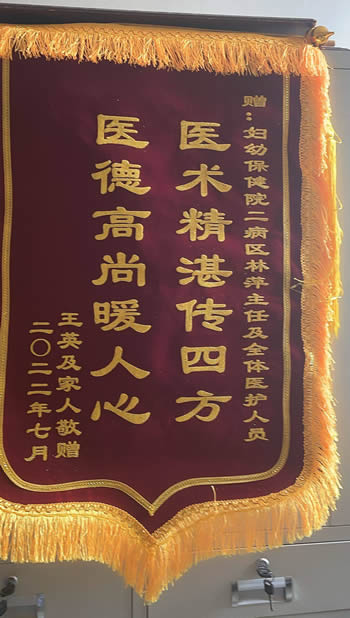 赠：妇幼保健院二病区林萍主任及全体医护人员
医术精湛传四方
医德高尚暖人心
王英及家人敬赠
二〇二二年七月